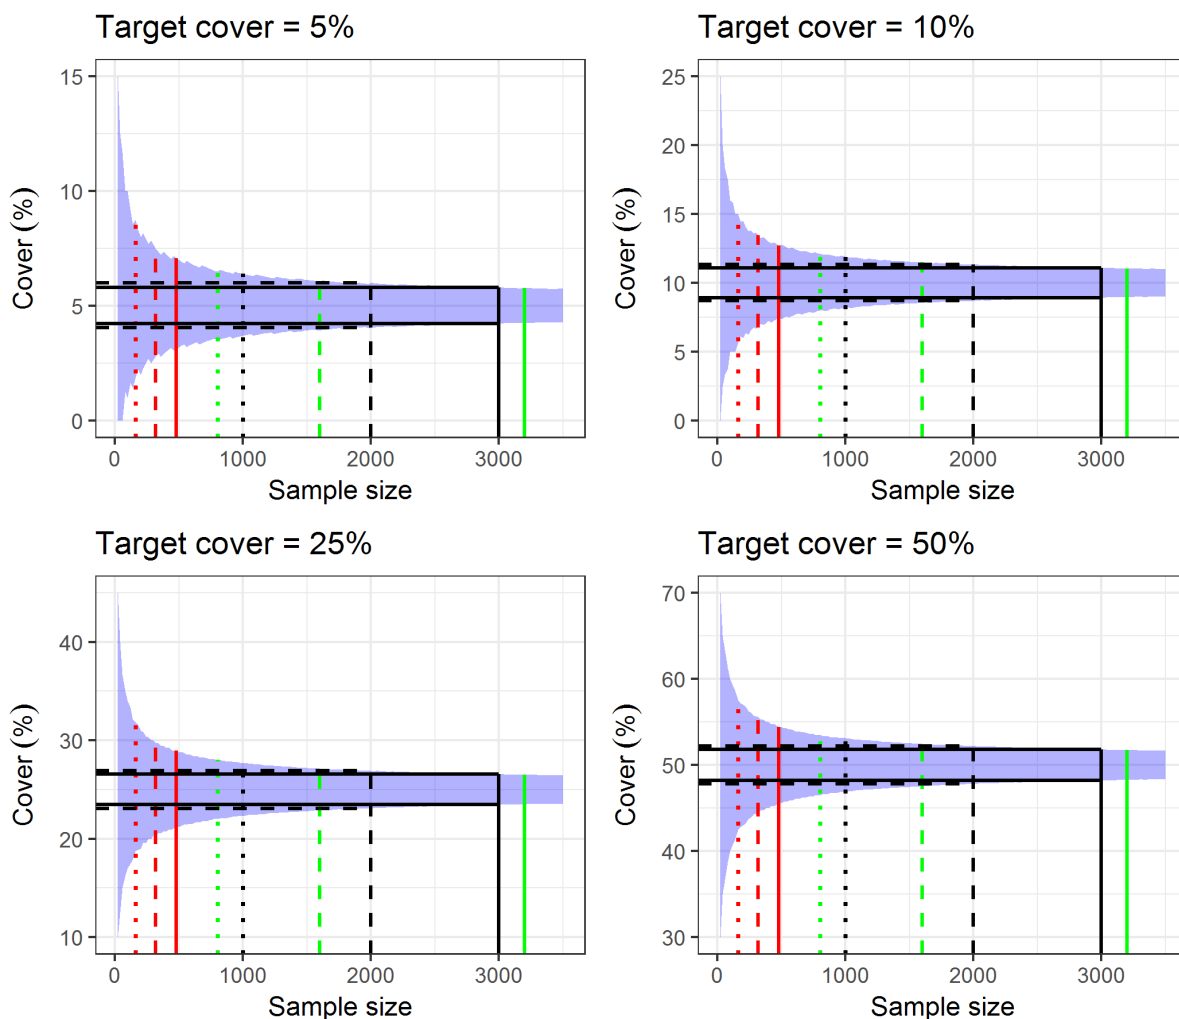 Target cover = 5%
15
10
5
0
Cover (%)
0 1000 2000 3000
Sample size
Target cover = 10%
25
20
15
10
5
0
Cover (%)
0 1000 2000 3000
Sample size
Target cover = 25%
40
30
20
10
Cover (%)
0 1000 2000 3000
Sample size
Target cover = 50%
70
60
50
40
30
Cover (%)
0 1000 2000 3000
Sample size